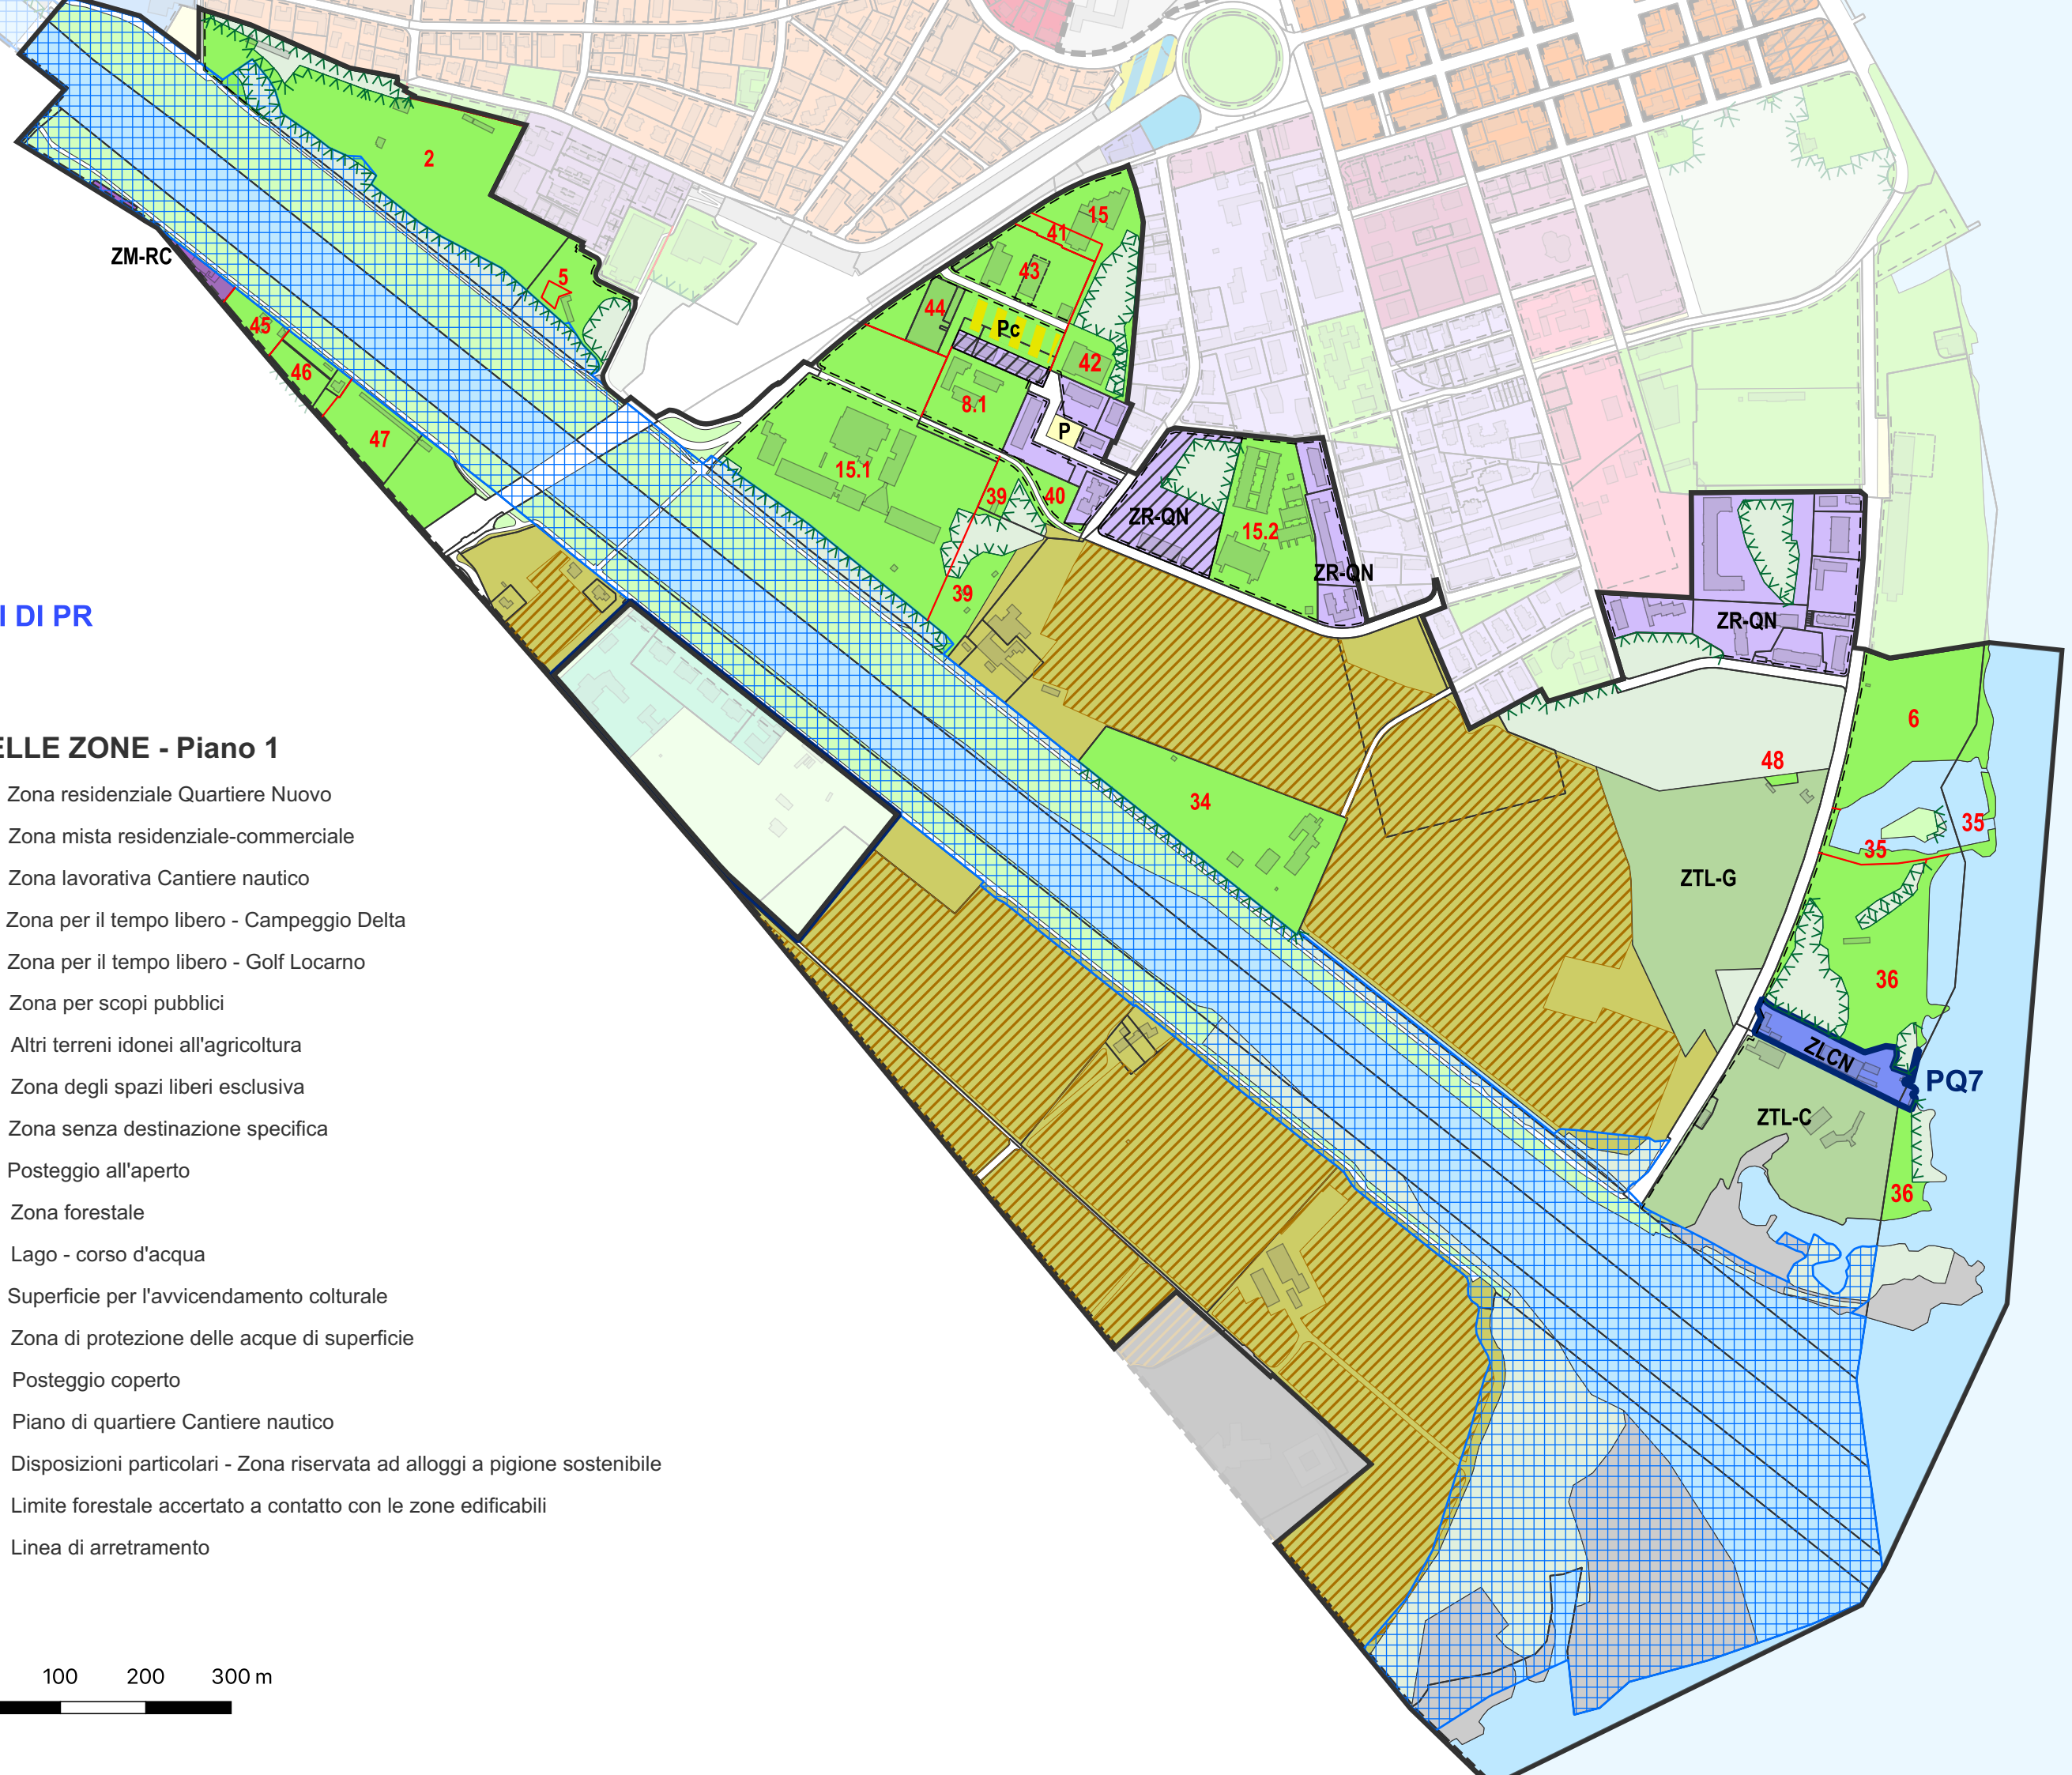 2
15
41
ZM-RC
5
43
44
Pc
45
42
46
8.1
47
P
15.1
39
40
ZR-QN
15.2
ZR-QN
39
I DI PR
ZR-QN
6
ELLE ZONE - Piano 1
48
Zona residenziale Quartiere Nuovo
34
35
Zona mista residenziale-commerciale
35
Zona lavorativa Cantiere nautico
ZTL-G
Zona per il tempo libero - Campeggio Delta
Zona per il tempo libero - Golf Locarno
36
Zona per scopi pubblici
Altri terreni idonei all'agricoltura
ZLCN
PQ7
Zona degli spazi liberi esclusiva
ZTL-C
Zona senza destinazione specifica
Posteggio all'aperto
36
Zona forestale
Lago - corso d'acqua
Superficie per l'avvicendamento colturale
Zona di protezione delle acque di superficie
Posteggio coperto
Piano di quartiere Cantiere nautico
Disposizioni particolari - Zona riservata ad alloggi a pigione sostenibile
Limite forestale accertato a contatto con le zone edificabili
Linea di arretramento
100 200 300 m